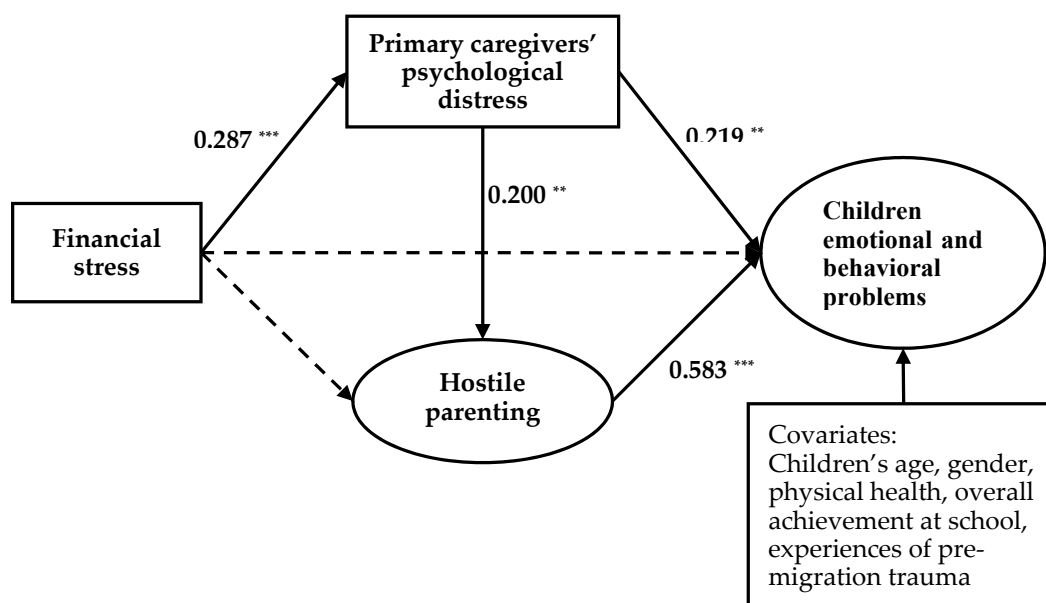 Primary caregivers’
psychological
distress
0.287 ***
0.219 **
0.200 **
Financial
stress
Children
emotional and
behavioral
problems
Hostile
parenting
0.583 ***
Covariates:
Children’s age, gender,
physical health, overall
achievement at school,
experiences of pre-
migration trauma